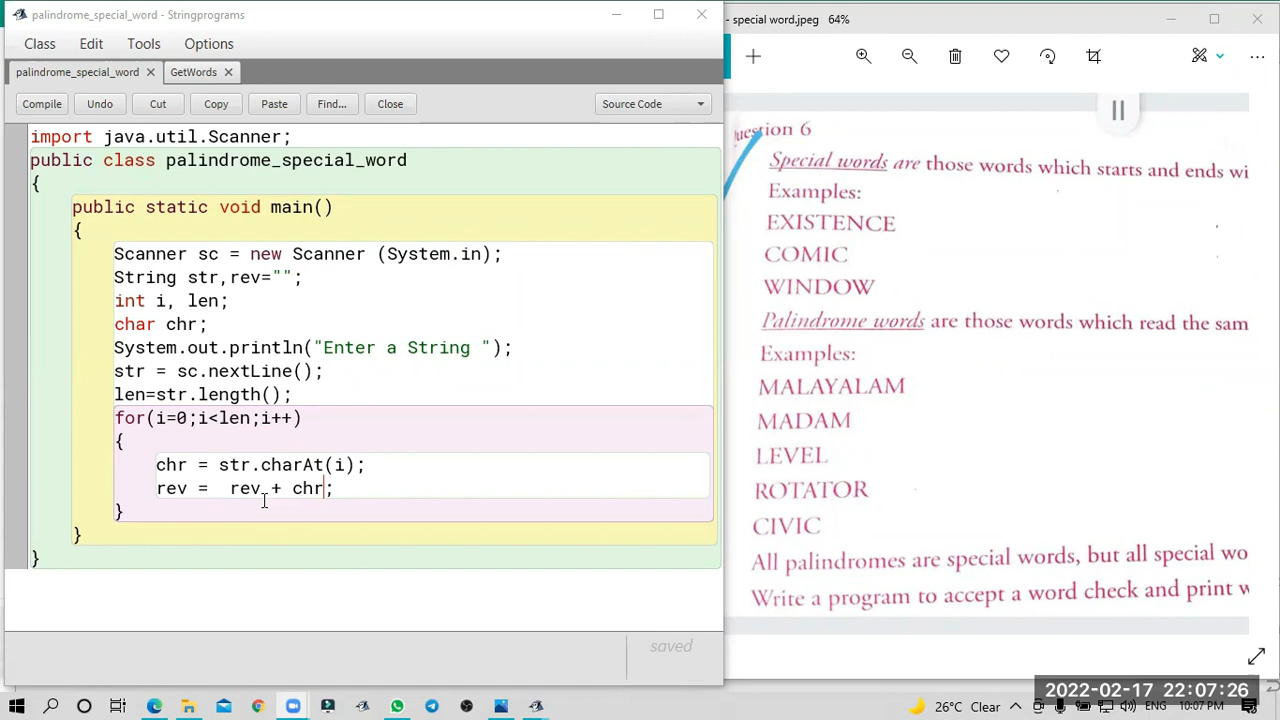 palindrome_special_word - Stringprograms
Class Edit Tools Options
palindrome_special_word GetWords
Compile Undo Cut Copy Paste Find... Close Source Code
import java.util.Scanner;
public class palindrome_special_word
{
public static void main()
{
Scanner sc = new Scanner (System.in);
String str,rev="";
int i, len;
char chr;
System.out.println("Enter a String ");
str = sc.nextLine();
len=str.length();
for(i=0;i<len;i++)
{
chr = str.charAt(i);
rev =  rev + chr;
}
}
}
saved
- special word.jpeg 64%
uestion 6
Special words are those words which starts and ends wi
Examples:
EXISTENCE
COMIC
WINDOW
Palindrome words are those words which read the sam
Examples:
MALAYALAM
MADAM
LEVEL
ROTATOR
CIVIC
All palindromes are special words, but all special wo
Write a program to accept a word check and print w
26°C Clear ENG 10:07 PM
2022-02-17 22:07:26